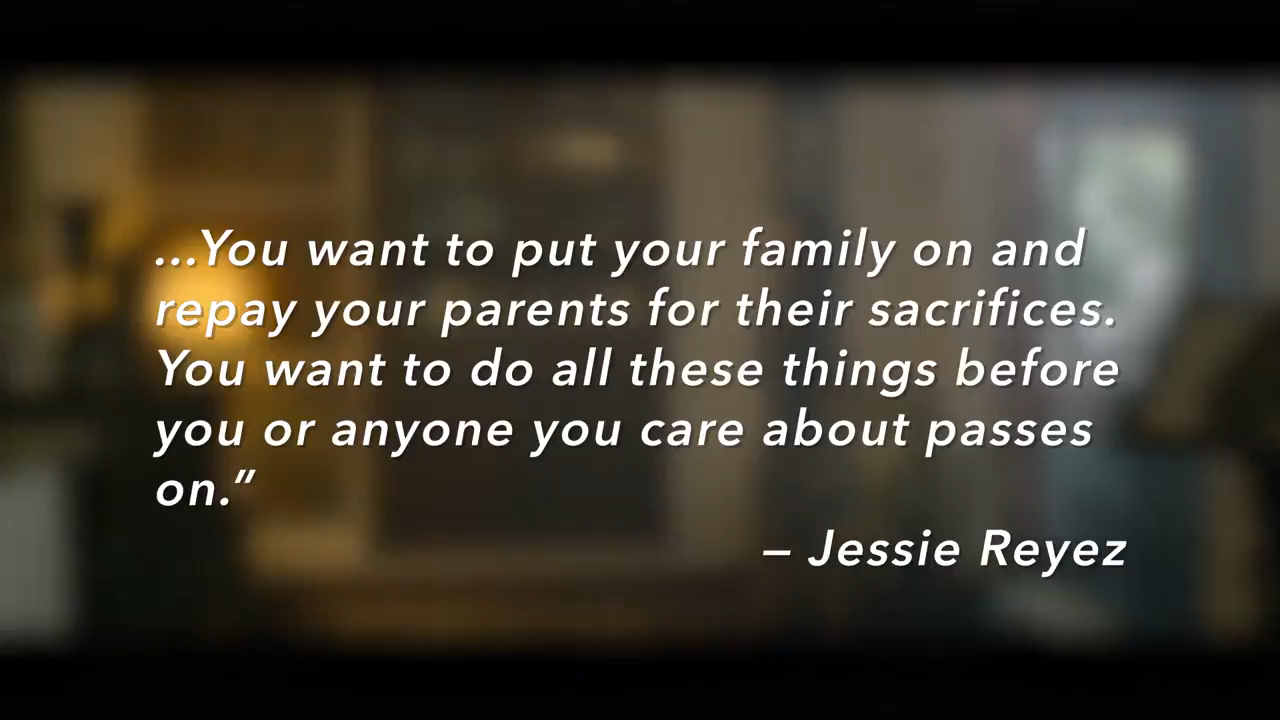 ...You want to put your family on and
repay your parents for their sacrifices.
You want to do all these things before
you or anyone you care about passes
on.”
– Jessie Reyez